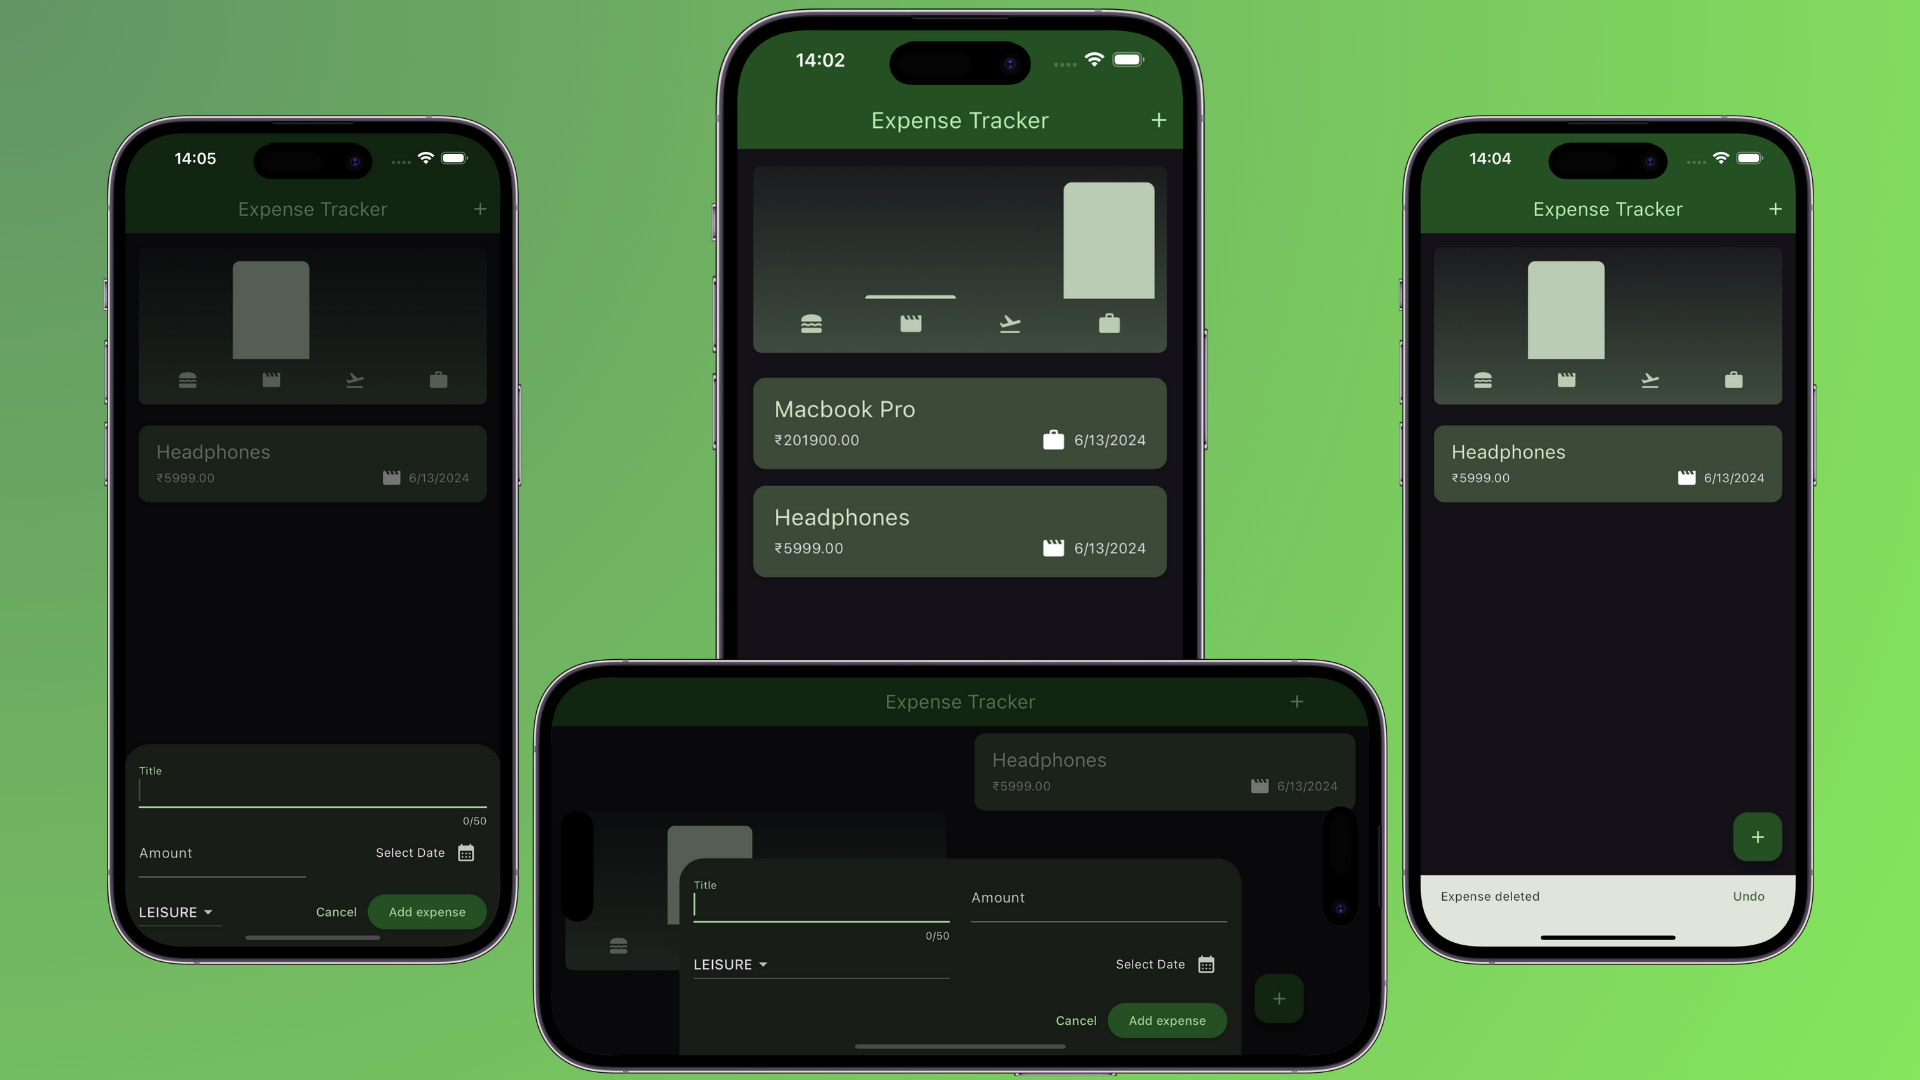 14:05
Expense Tracker +
Headphones
₹5999.00 6/13/2024
Title
0/50
Amount Select Date
LEISURE Cancel Add expense
14:02
Expense Tracker +
Macbook Pro
₹201900.00 6/13/2024
Headphones
₹5999.00 6/13/2024
Expense Tracker +
Headphones
₹5999.00 6/13/2024
Title
Amount
0/50
LEISURE Select Date
+
Cancel Add expense
14:04
Expense Tracker +
Headphones
₹5999.00 6/13/2024
+
Expense deleted Undo